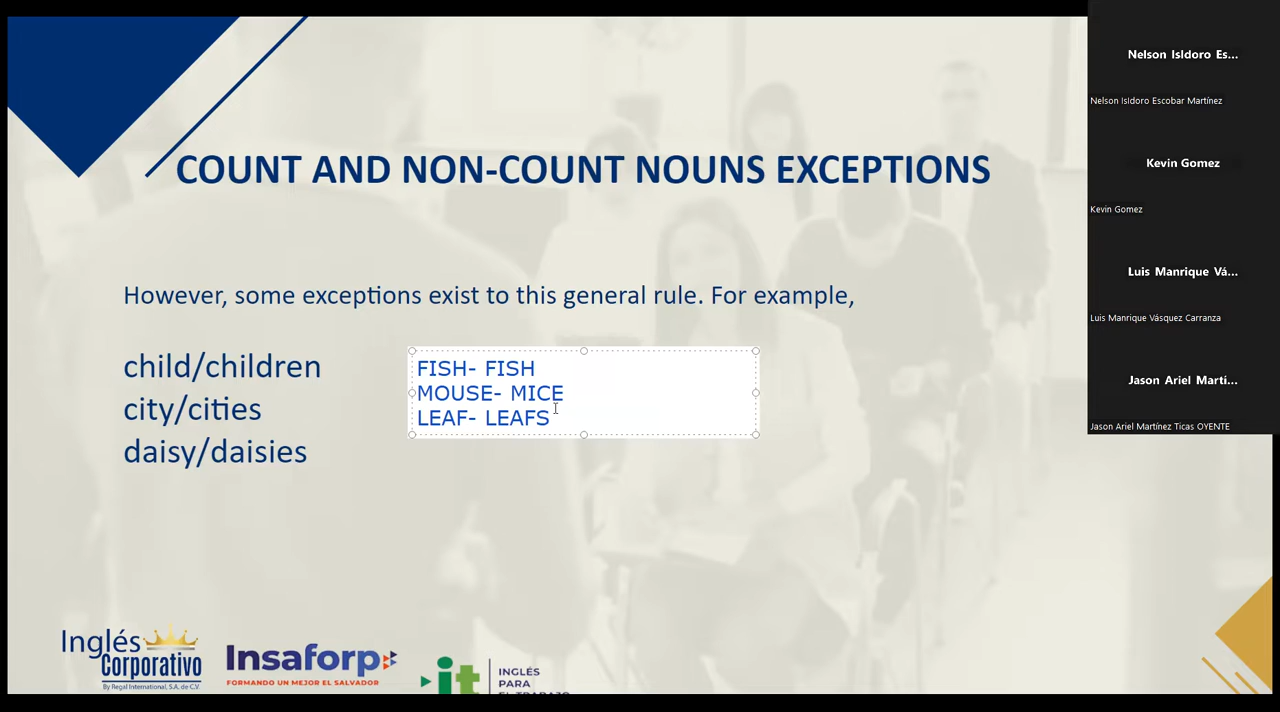 COUNT AND NON-COUNT NOUNS EXCEPTIONS
However, some exceptions exist to this general rule. For example,
child/children
city/cities
daisy/daisies
FISH- FISH
MOUSE- MICE
LEAF- LEAFS
Inglés
Corporativo
By Regal International, S.A. de C.V.
Insaforp
FORMANDO UN MEJOR EL SALVADOR
it
INGLÉS
PARA
EL TRABAJO
Nelson IsIdoro Es...
Nelson IsIdoro Escobar Martínez
Kevin Gomez
Kevin Gomez
Luis Manrique Vá...
Luis Manrique Vásquez Carranza
Jason Ariel Martí...
Jason Ariel Martínez Ticas OYENTE